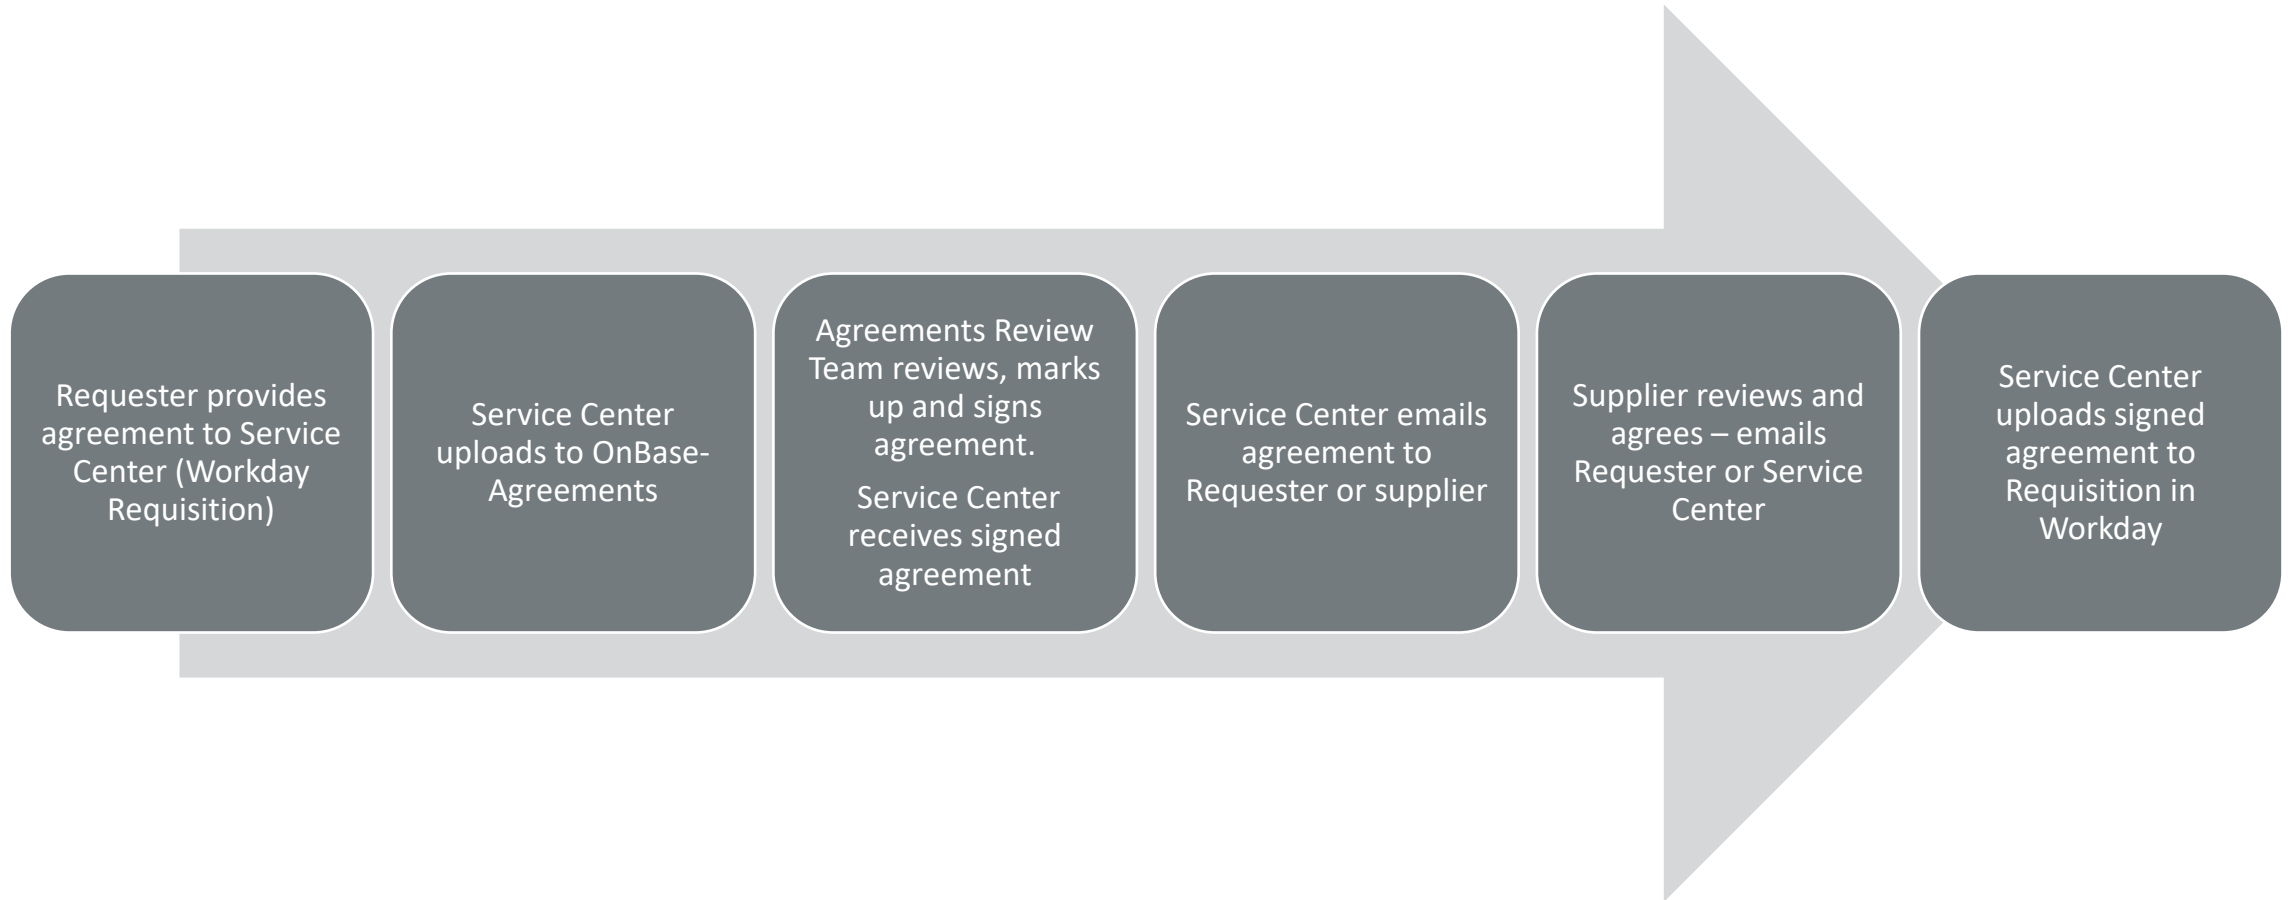 Requester provides
agreement to Service
Center (Workday
Requisition)
Service Center
uploads to OnBase-
Agreements
Agreements Review
Team reviews, marks
up and signs
agreement.
Service Center
receives signed
agreement
Service Center emails
agreement to
Requester or supplier
Supplier reviews and
agrees – emails
Requester or Service
Center
Service Center
uploads signed
agreement to
Requisition in
Workday